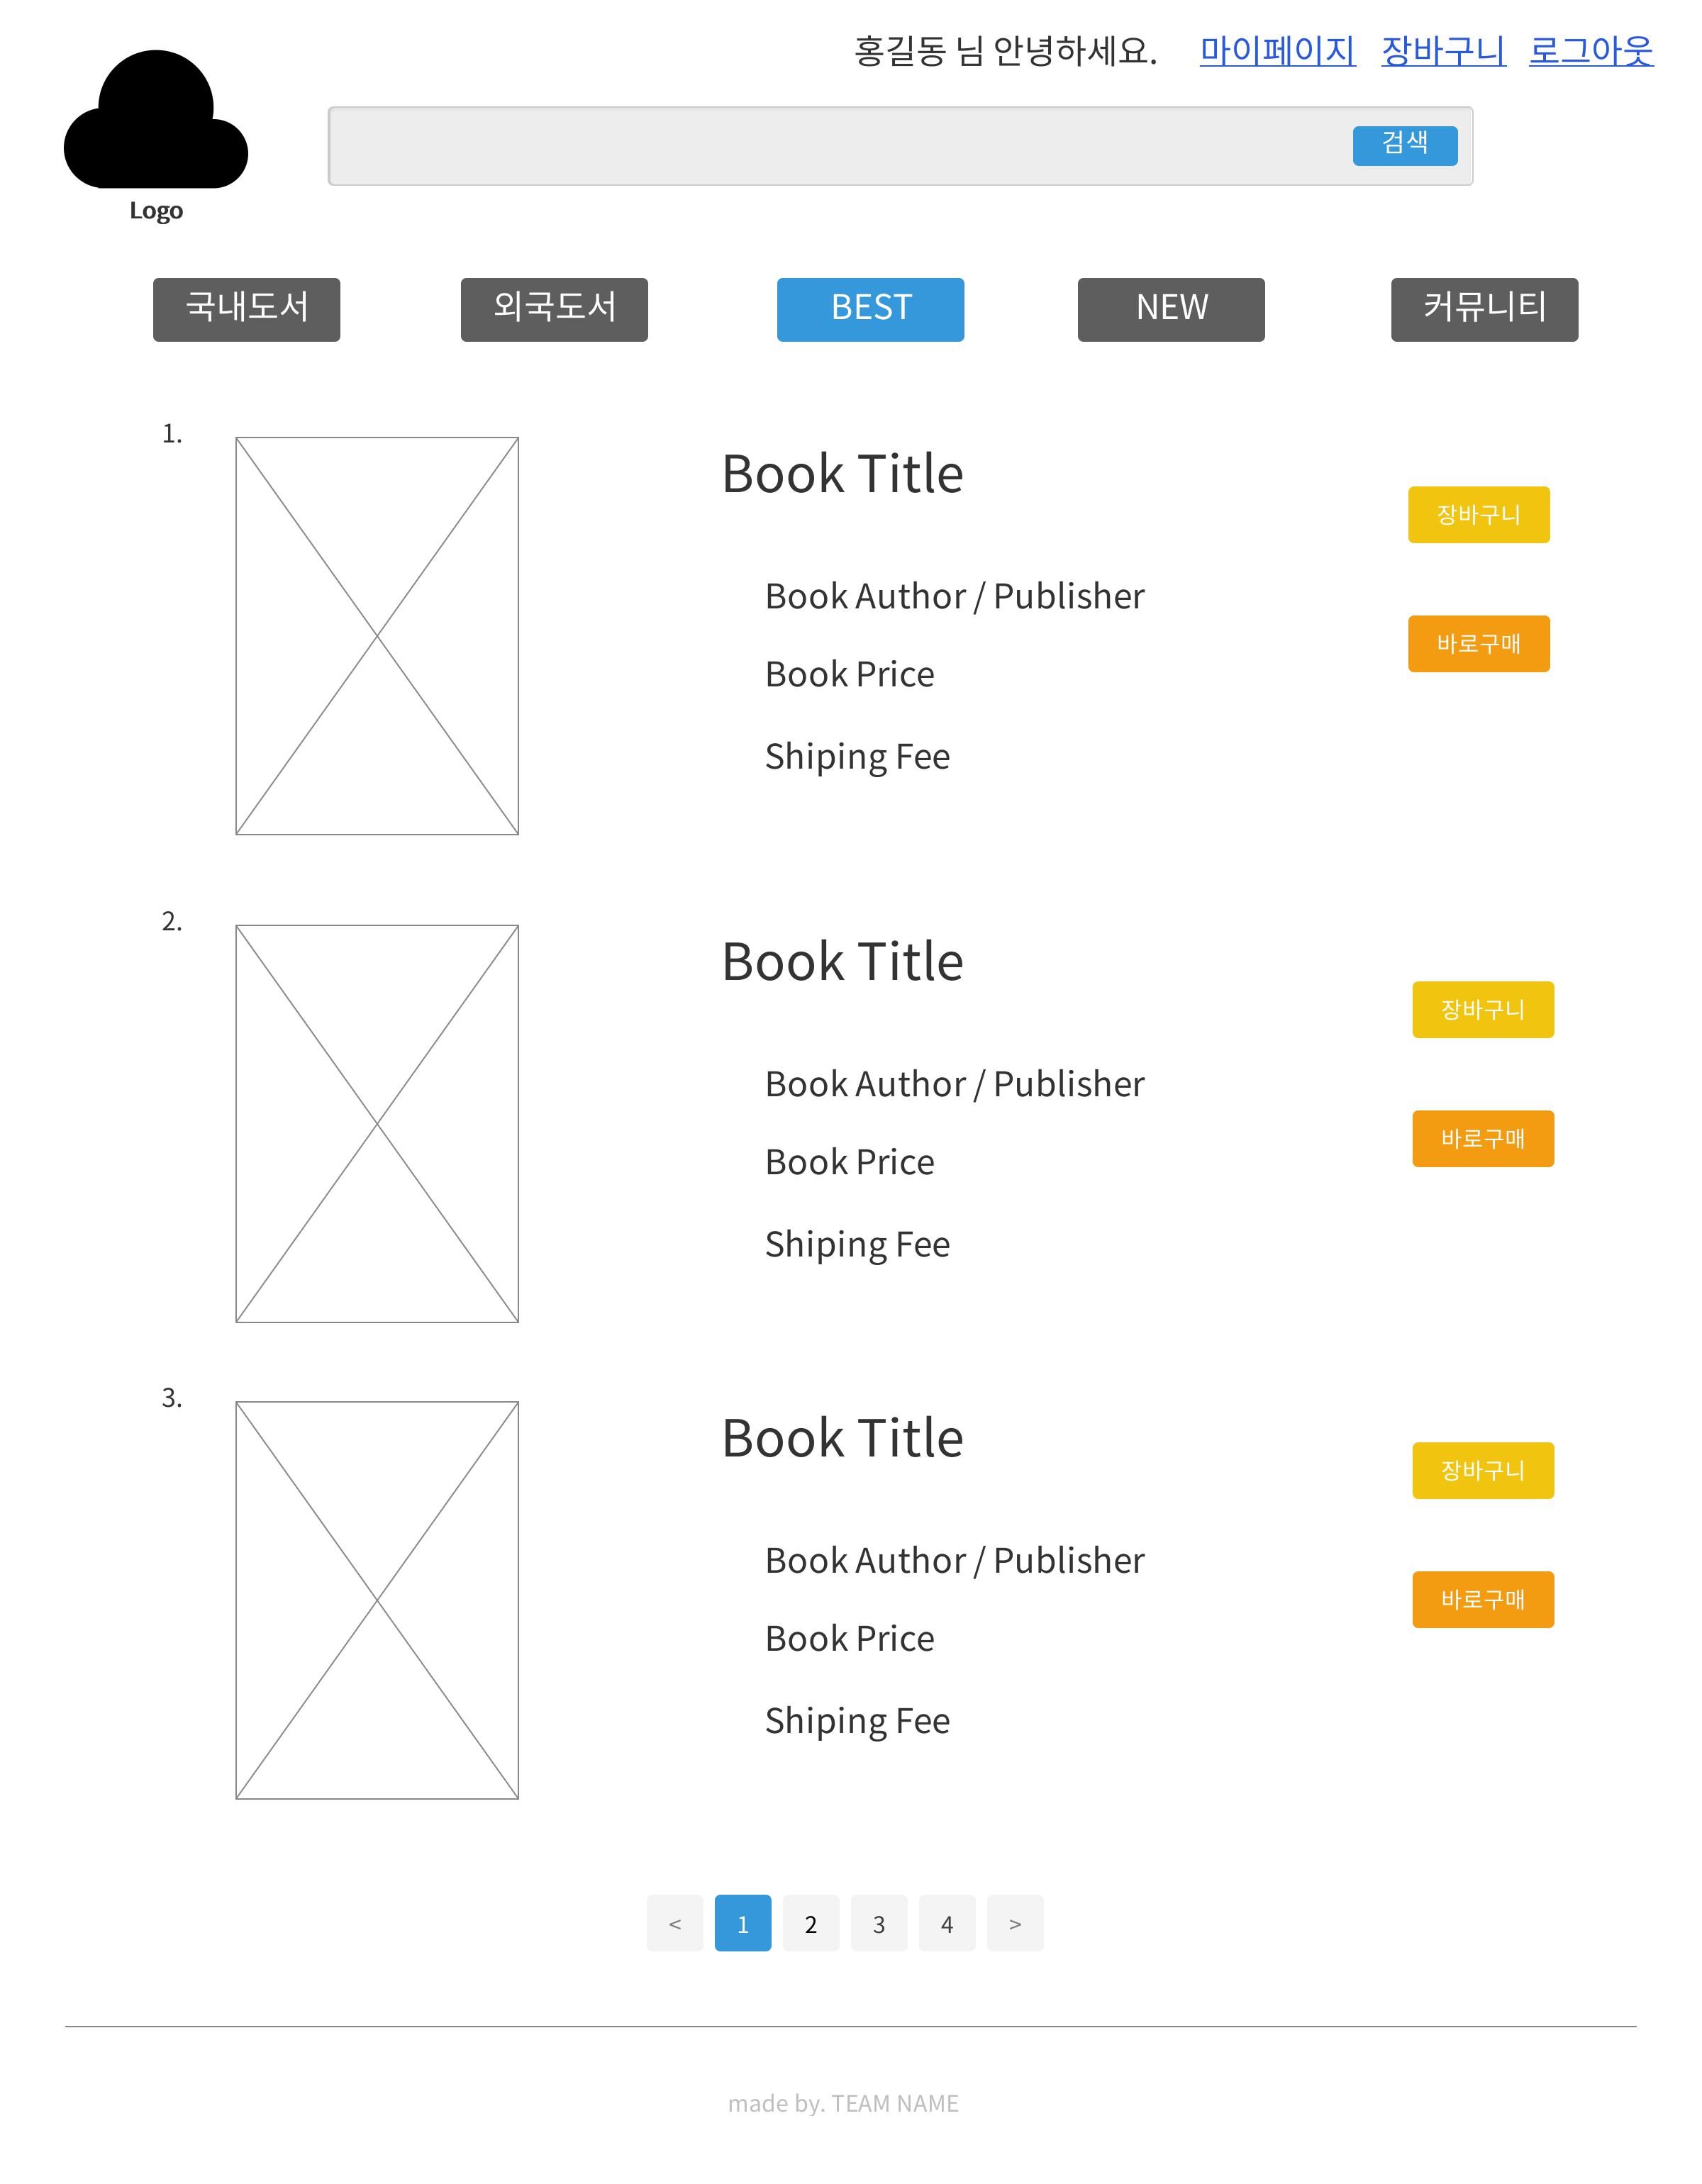 홍길동 님 안녕하세요. 마이페이지 장바구니 로그아웃
검색
Logo
국내도서 외국도서 BEST NEW 커뮤니티
1.
Book Title
장바구니
Book Author / Publisher
바로구매
Book Price
Shiping Fee
2.
Book Title
장바구니
Book Author / Publisher
바로구매
Book Price
Shiping Fee
3.
Book Title
장바구니
Book Author / Publisher
바로구매
Book Price
Shiping Fee
< 1 2 3 4 >
made by. TEAM NAME